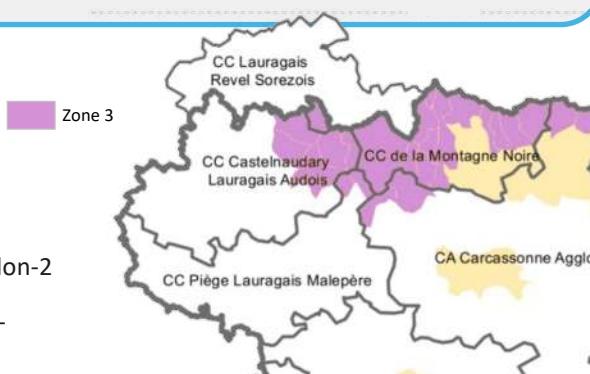 CC Lauragais
Revel Sorezois
Zone 3
CC Castelnaudary
Lauragais Audois
CC de la Montagne Noire
CA Carcassonne Agglo
lon-2
CC Piège Lauragais Malepère
-